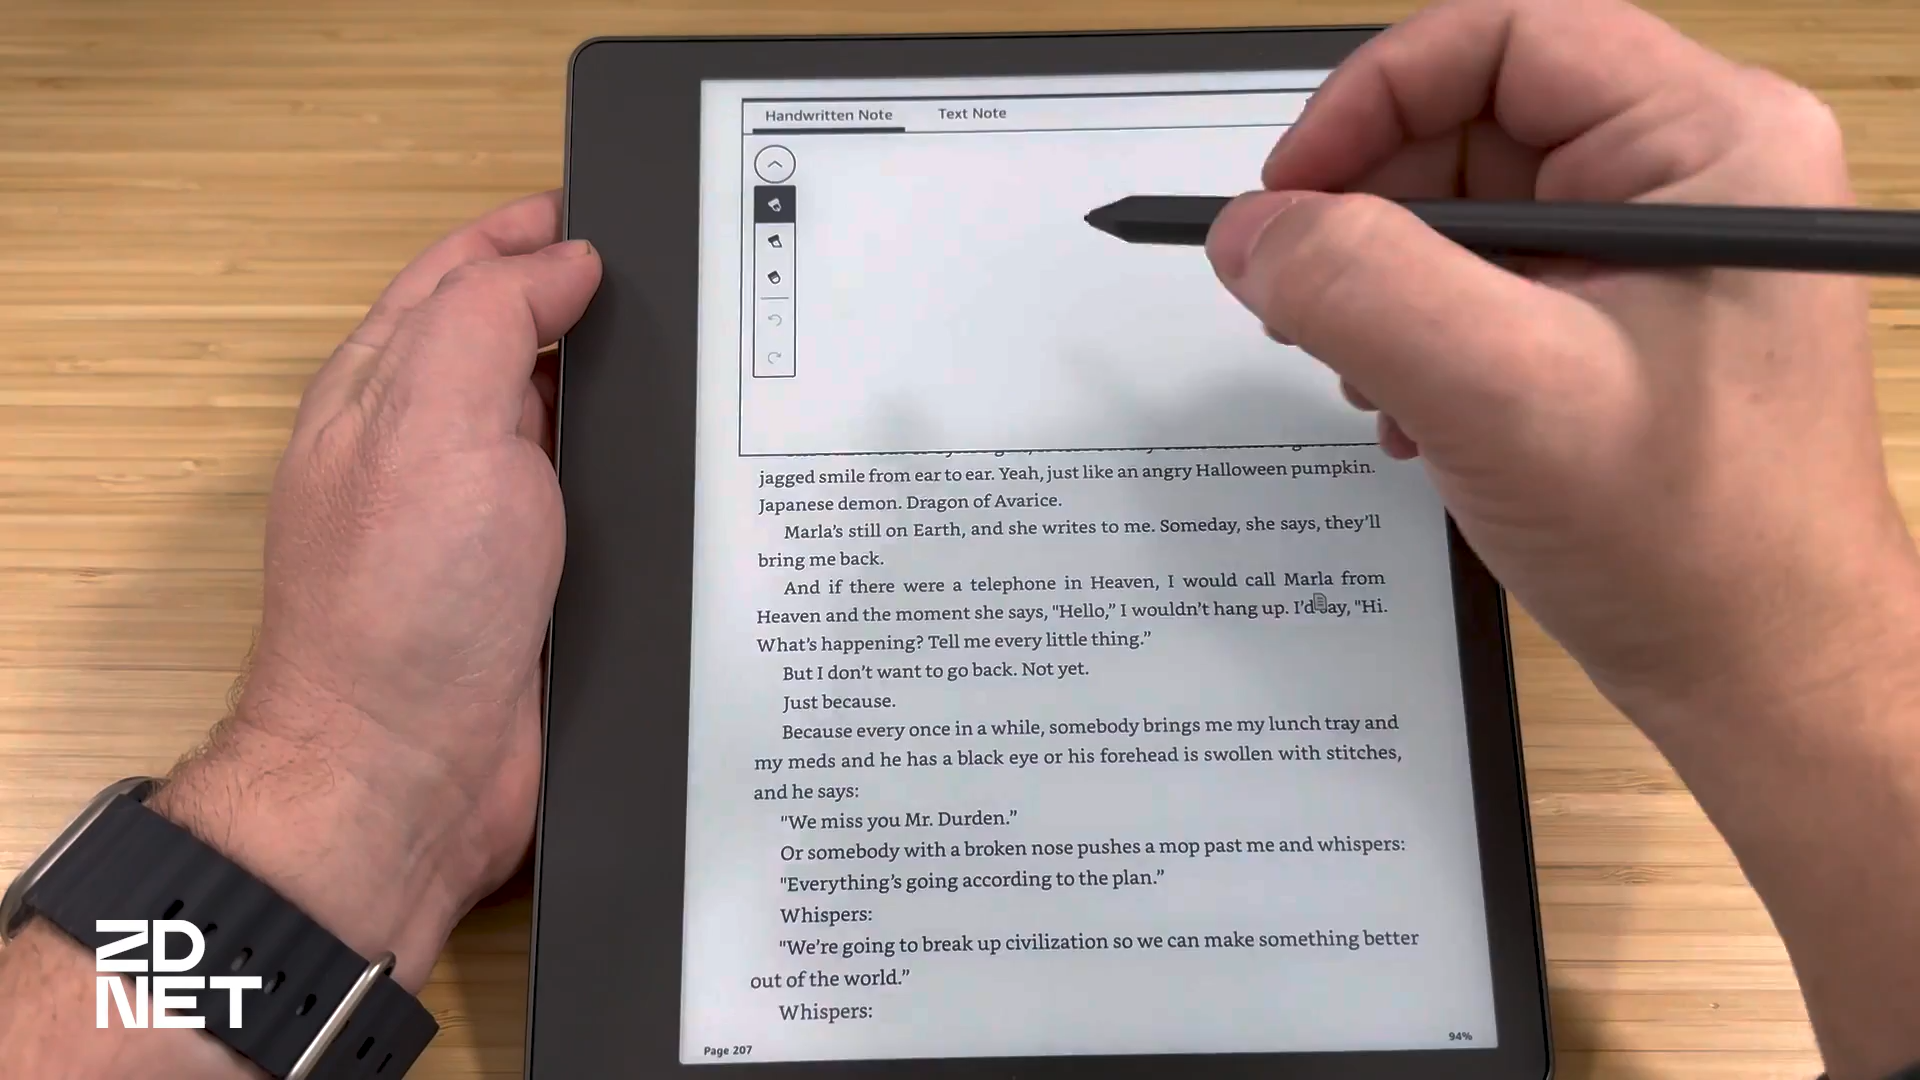 Handwritten Note Text Note
jagged smile from ear to ear. Yeah, just like an angry Halloween pumpkin.
Japanese demon. Dragon of Avarice.
Marla's still on Earth, and she writes to me. Someday, she says, they'll
bring me back.
And if there were a telephone in Heaven, I would call Marla from
Heaven and the moment she says, "Hello,” I wouldn't hang up. I'd say, "Hi.
What's happening? Tell me every little thing.”
But I don't want to go back. Not yet.
Just because.
Because every once in a while, somebody brings me my lunch tray and
my meds and he has a black eye or his forehead is swollen with stitches,
and he says:
"We miss you Mr. Durden.”
Or somebody with a broken nose pushes a mop past me and whispers:
"Everything's going according to the plan.”
Whispers:
"We're going to break up civilization so we can make something better
out of the world.”
Whispers:
Page 207 94%
ZD
NET